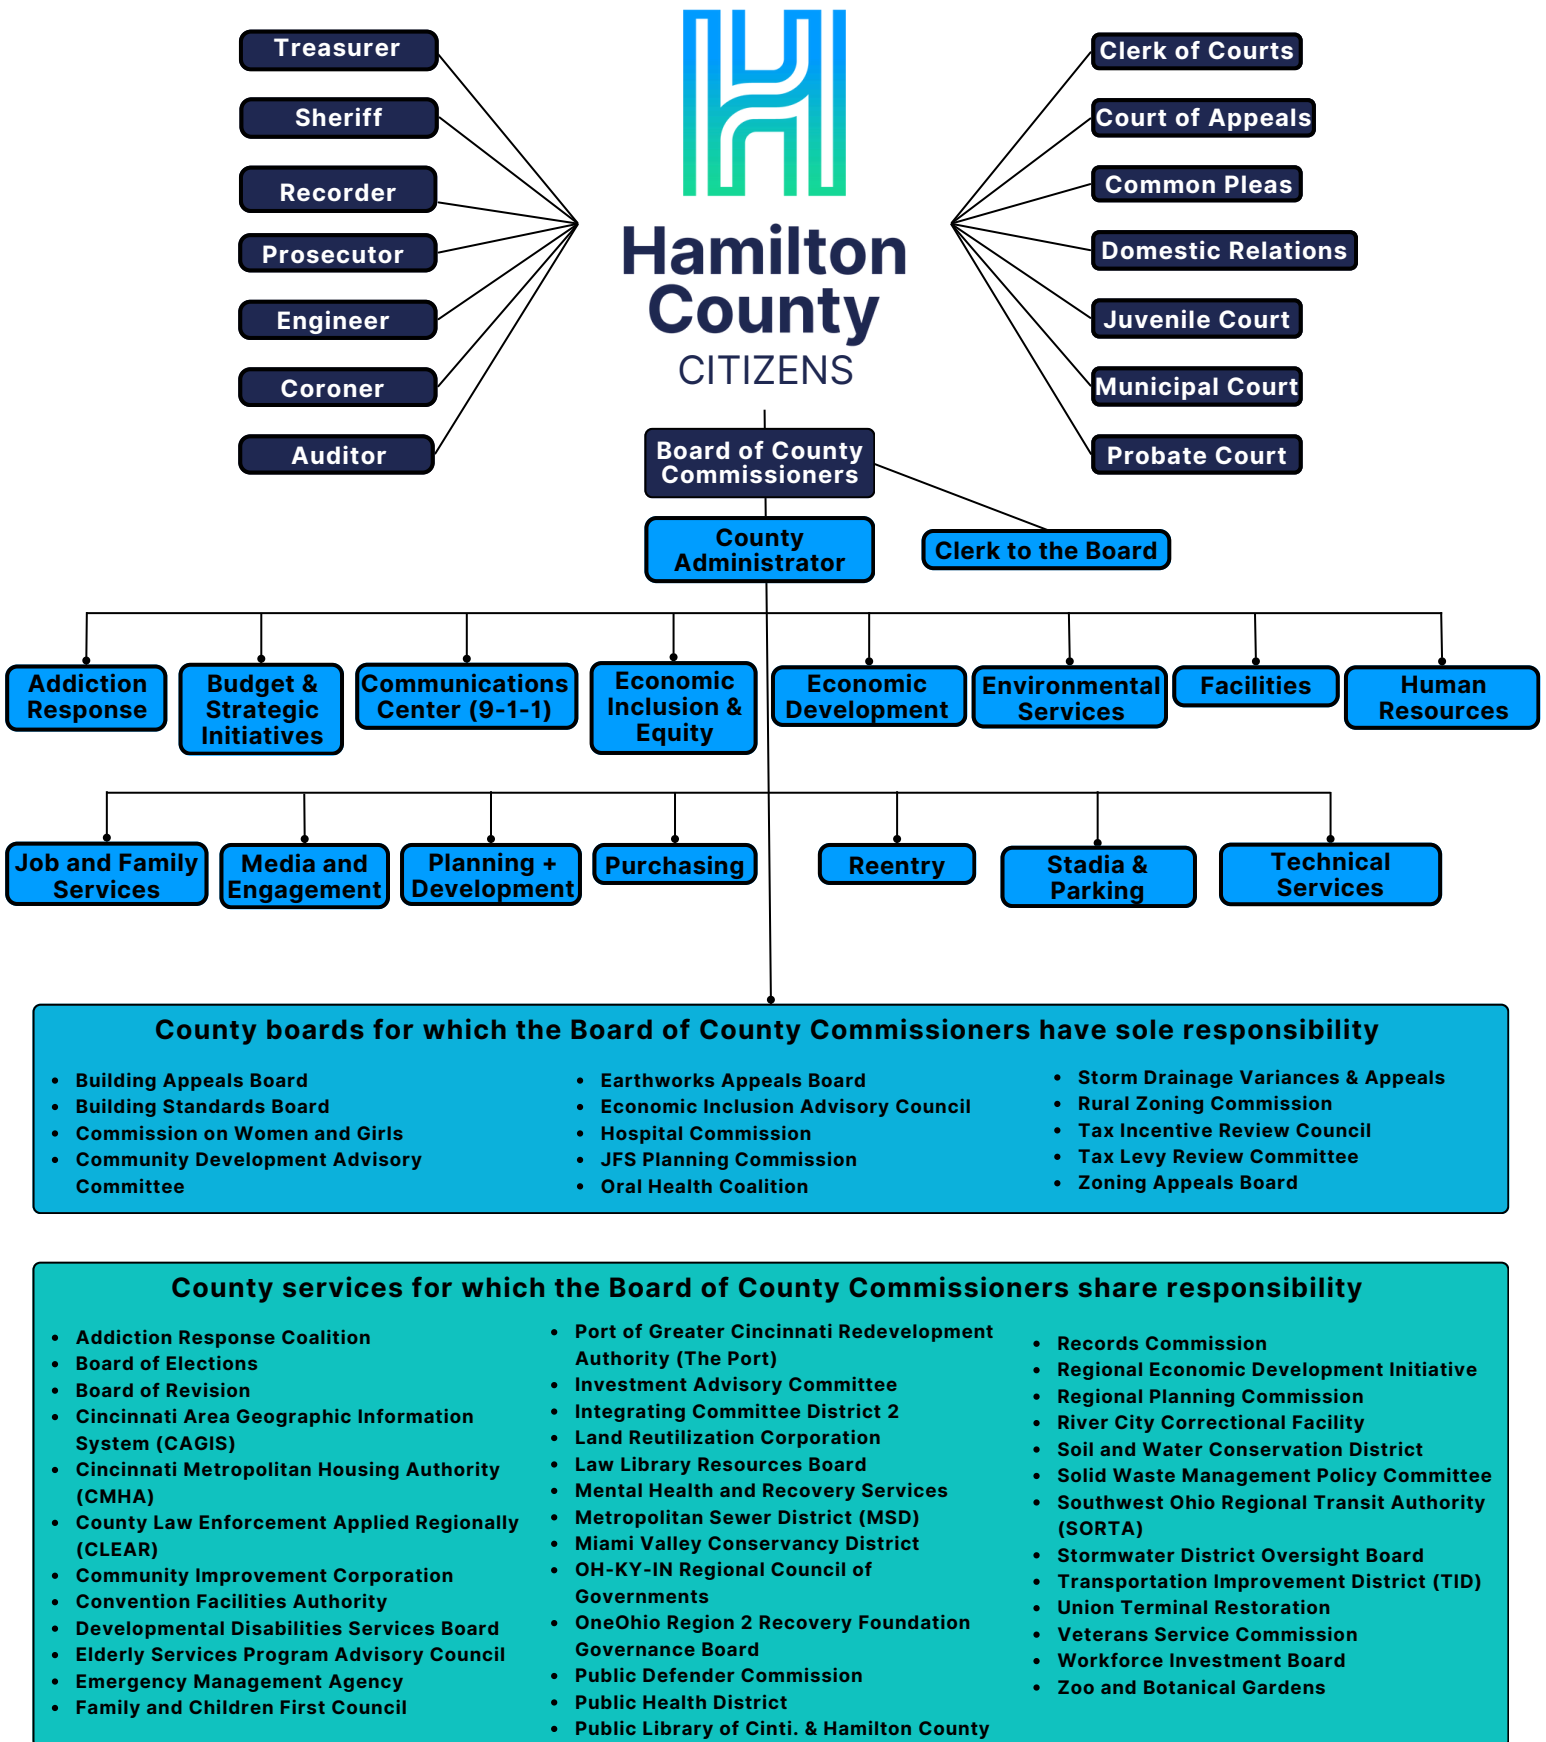 Treasurer
Sheriff
Recorder
Prosecutor
Engineer
Coroner
Auditor
Hamilton
County
CITIZENS
Clerk of Courts
Court of Appeals
Common Pleas
Domestic Relations
Juvenile Court
Municipal Court
Probate Court
Board of County
Commissioners
County
Administrator
Clerk to the Board
Addiction
Response
Budget &
Strategic
Initiatives
Communications
Center (9-1-1)
Economic
Inclusion &
Equity
Economic
Development
Environmental
Services
Facilities
Human
Resources
Job and Family
Services
Media and
Engagement
Planning +
Development
Purchasing
Reentry
Stadia &
Parking
Technical
Services
County boards for which the Board of County Commissioners have sole responsibility
• Building Appeals Board
• Building Standards Board
• Commission on Women and Girls
• Community Development Advisory
Committee
• Earthworks Appeals Board
• Economic Inclusion Advisory Council
• Hospital Commission
• JFS Planning Commission
• Oral Health Coalition
• Storm Drainage Variances & Appeals
• Rural Zoning Commission
• Tax Incentive Review Council
• Tax Levy Review Committee
• Zoning Appeals Board
County services for which the Board of County Commissioners share responsibility
• Addiction Response Coalition
• Board of Elections
• Board of Revision
• Cincinnati Area Geographic Information
System (CAGIS)
• Cincinnati Metropolitan Housing Authority
(CMHA)
• County Law Enforcement Applied Regionally
(CLEAR)
• Community Improvement Corporation
• Convention Facilities Authority
• Developmental Disabilities Services Board
• Elderly Services Program Advisory Council
• Emergency Management Agency
• Family and Children First Council
• Port of Greater Cincinnati Redevelopment
Authority (The Port)
• Investment Advisory Committee
• Integrating Committee District 2
• Land Reutilization Corporation
• Law Library Resources Board
• Mental Health and Recovery Services
• Metropolitan Sewer District (MSD)
• Miami Valley Conservancy District
• OH-KY-IN Regional Council of
Governments
• OneOhio Region 2 Recovery Foundation
Governance Board
• Public Defender Commission
• Public Health District
• Public Library of Cinti. & Hamilton County
• Records Commission
• Regional Economic Development Initiative
• Regional Planning Commission
• River City Correctional Facility
• Soil and Water Conservation District
• Solid Waste Management Policy Committee
• Southwest Ohio Regional Transit Authority
(SORTA)
• Stormwater District Oversight Board
• Transportation Improvement District (TID)
• Union Terminal Restoration
• Veterans Service Commission
• Workforce Investment Board
• Zoo and Botanical Gardens